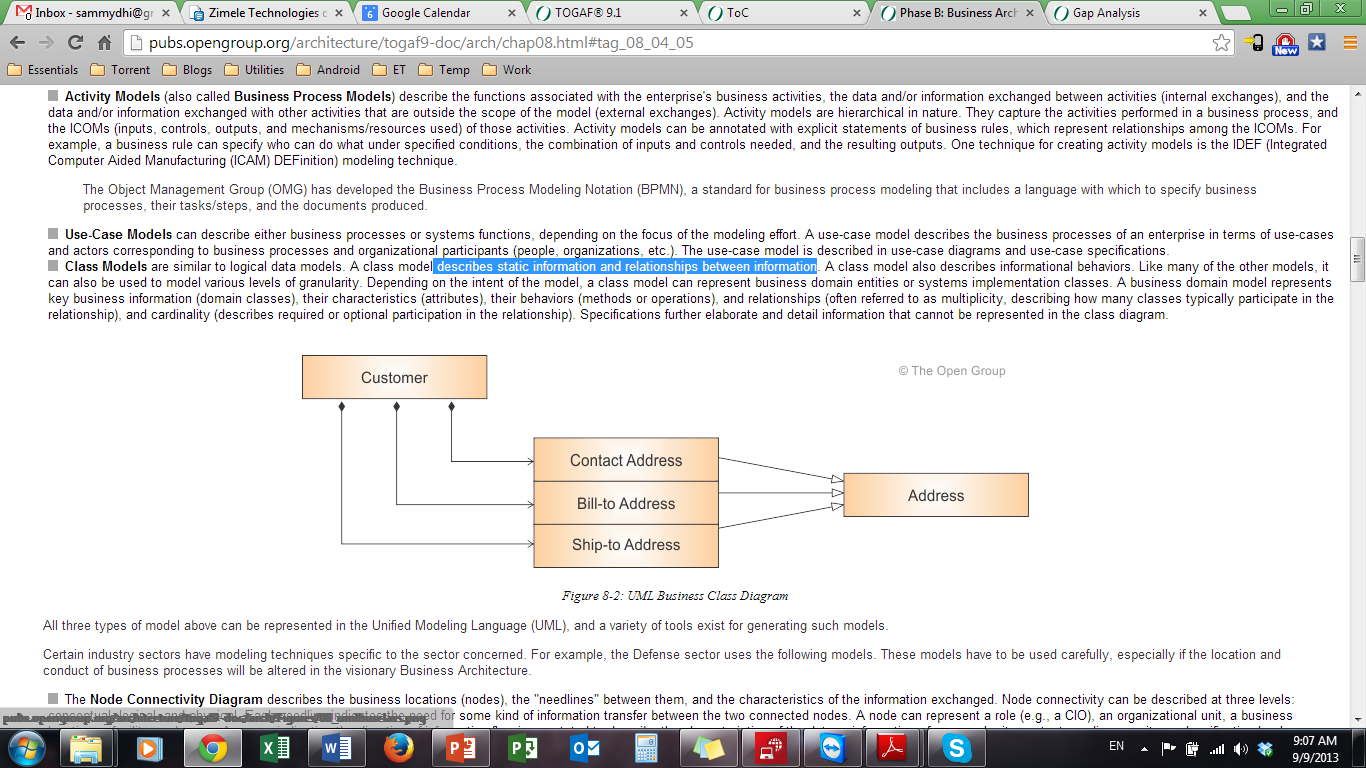 Inbox - sammydhi@gr
Zimele Technologies c
Google Calendar
TOGAF® 9.1
ToC
Phase B: Business Arch
Gap Analysis
pubs.opengroup.org/architecture/togaf9-doc/arch/chap08.html#tag_08_04_05
New
Essentials
Torrent
Blogs
Utilities
Android
ET
Temp
Work
Activity Models (also called Business Process Models) describe the functions associated with the enterprise's business activities, the data and/or information exchanged between activities (internal exchanges), and the
data and/or information exchanged with other activities that are outside the scope of the model (external exchanges). Activity models are hierarchical in nature. They capture the activities performed in a business process, and
the ICOMs (inputs, controls, outputs, and mechanisms/resources used) of those activities. Activity models can be annotated with explicit statements of business rules, which represent relationships among the ICOMs. For
example, a business rule can specify who can do what under specified conditions, the combination of inputs and controls needed, and the resulting outputs. One technique for creating activity models is the IDEF (Integrated
Computer Aided Manufacturing (ICAM) DEFinition) modeling technique.
The Object Management Group (OMG) has developed the Business Process Modeling Notation (BPMN), a standard for business process modeling that includes a language with which to specify business
processes, their tasks/steps, and the documents produced.
Use-Case Models can describe either business processes or systems functions, depending on the focus of the modeling effort. A use-case model describes the business processes of an enterprise in terms of use-cases
and actors corresponding to business processes and organizational participants (people, organizations, etc.). The use-case model is described in use-case diagrams and use-case specifications.
Class Models are similar to logical data models. A class model describes static information and relationships between information. A class model also describes informational behaviors. Like many of the other models, it
can also be used to model various levels of granularity. Depending on the intent of the model, a class model can represent business domain entities or systems implementation classes. A business domain model represents
key business information (domain classes), their characteristics (attributes), their behaviors (methods or operations), and relationships (often referred to as multiplicity, describing how many classes typically participate in the
relationship), and cardinality (describes required or optional participation in the relationship). Specifications further elaborate and detail information that cannot be represented in the class diagram.
© The Open Group
Customer
Contact Address
Bill-to Address
Ship-to Address
Address
Figure 8-2: UML Business Class Diagram
All three types of model above can be represented in the Unified Modeling Language (UML), and a variety of tools exist for generating such models.
Certain industry sectors have modeling techniques specific to the sector concerned. For example, the Defense sector uses the following models. These models have to be used carefully, especially if the location and
conduct of business processes will be altered in the visionary Business Architecture.
The Node Connectivity Diagram describes the business locations (nodes), the "needlines" between them, and the characteristics of the information exchanged. Node connectivity can be described at three levels:
for some kind of information transfer between the two connected nodes. A node can represent a role (e.g., a CIO), an organizational unit, a business
EN
9:07 AM
9/9/2013